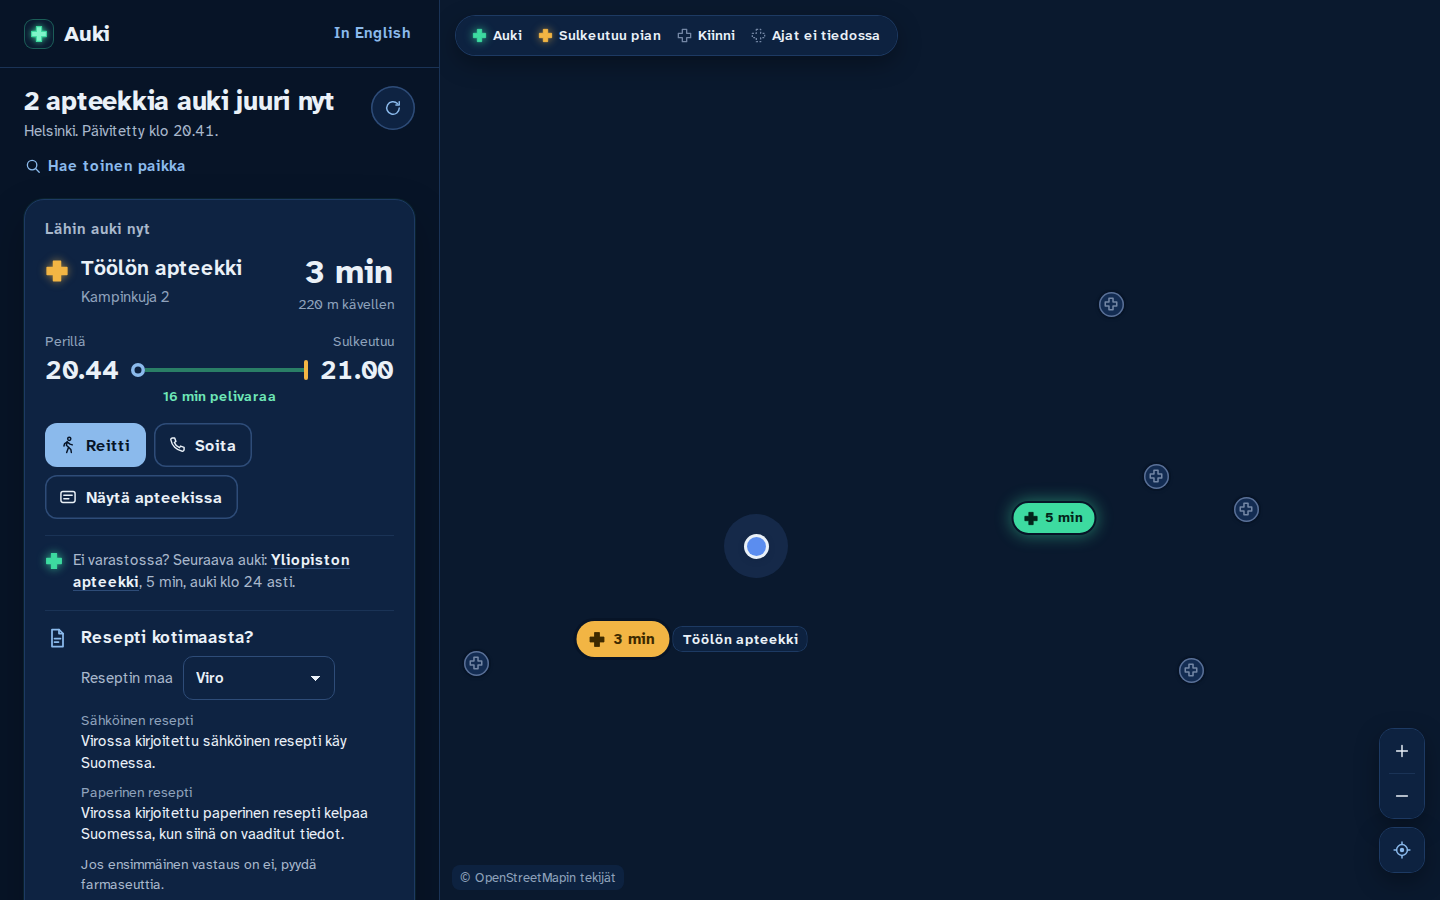 Auki
In English
2 apteekkia auki juuri nyt
Helsinki. Päivitetty klo 20.41.
Hae toinen paikka
Lähin auki nyt
Töölön apteekki
3 min
Kampinkuja 2
220 m kävellen
Perillä
Sulkeutuu
20.44
21.00
16 min pelivaraa
Reitti
Soita
Näytä apteekissa
Ei varastossa? Seuraava auki: Yliopiston
apteekki, 5 min, auki klo 24 asti.
Resepti kotimaasta?
Reseptin maa
Viro
Sähköinen resepti
Virossa kirjoitettu sähköinen resepti käy
Suomessa.
Paperinen resepti
Virossa kirjoitettu paperinen resepti kelpaa
Suomessa, kun siinä on vaaditut tiedot.
Jos ensimmäinen vastaus on ei, pyydä
farmaseuttia.
Auki
Sulkeutuu pian
Kiinni
Ajat ei tiedossa
5 min
3 min
Töölön apteekki
+
−
© OpenStreetMapin tekijät